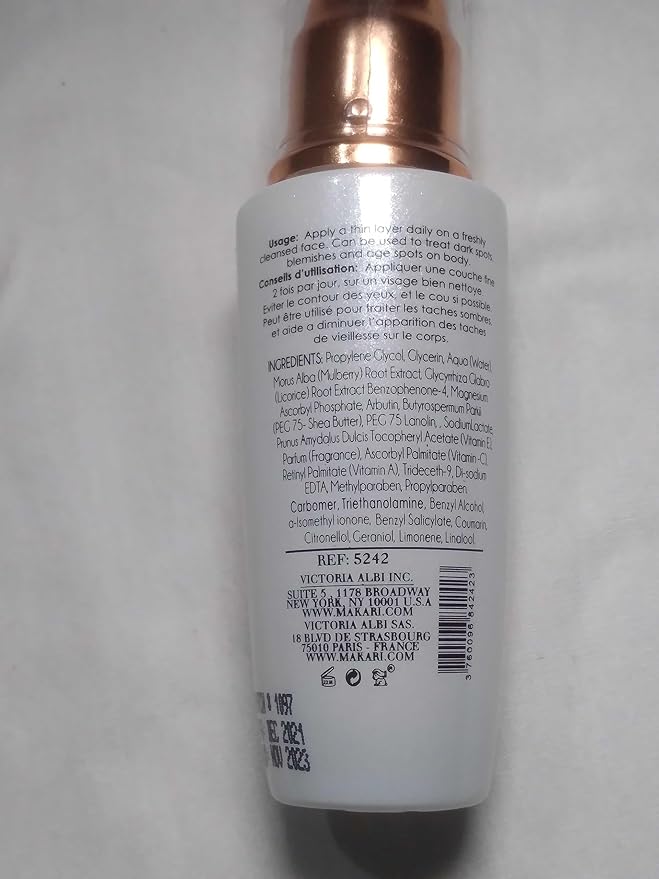 Usage: Apply a thin layer daily on a freshly
cleansed face. Can be used to treat dark spots,
blemishes and age spots on body.
Conseils d'utilisation: Appliquer une couche fine
2 fois par jour, sur un visage bien nettoye
Eviter le contour des yeux, et le cou si possible.
Peut être utilisé pour traiter les taches sombres,
et aide a diminuer l'apparition des taches
de vieillesse sur le corps.
INGREDIENTS: Propylene Glycol, Glycerin, Aqua (Water),
Morus Alba (Mulberry) Root Extract, Glycyrrhiza Glabra
(Licorice) Root Extract Benzophenone-4, Magnesium
Ascorbyl Phosphate, Arbutin, Butyrospermum Parkii
(PEG 75- Shea Butter), PEG 75 Lanolin, , Sodium Lactate,
Prunus Amydalus Dulcis Tocopheryl Acetate (Vitamin E),
Parfum (Fragrance), Ascorbyl Palmitate (Vitamin -C),
Retinyl Palmitate (Vitamin A), Trideceth-9, Di-sodium
EDTA, Methylparaben, Propylparaben,
Carbomer, Triethanolamine, Benzyl Alcohol,
a-Isomethyl ionone, Benzyl Salicylate, Coumarin,
Citronellol, Geraniol, Limonene, Linalool.
REF: 5242
VICTORIA ALBI INC.
SUITE 5 , 1178 BROADWAY
NEW YORK, NY 10001 U.S.A
WWW.MAKARI.COM
VICTORIA ALBI SAS.
18 BLVD DE STRASBOURG
75010 PARIS - FRANCE
WWW.MAKARI.COM
3 760096 842423
# 1097
DEC 2021
NOV 2023